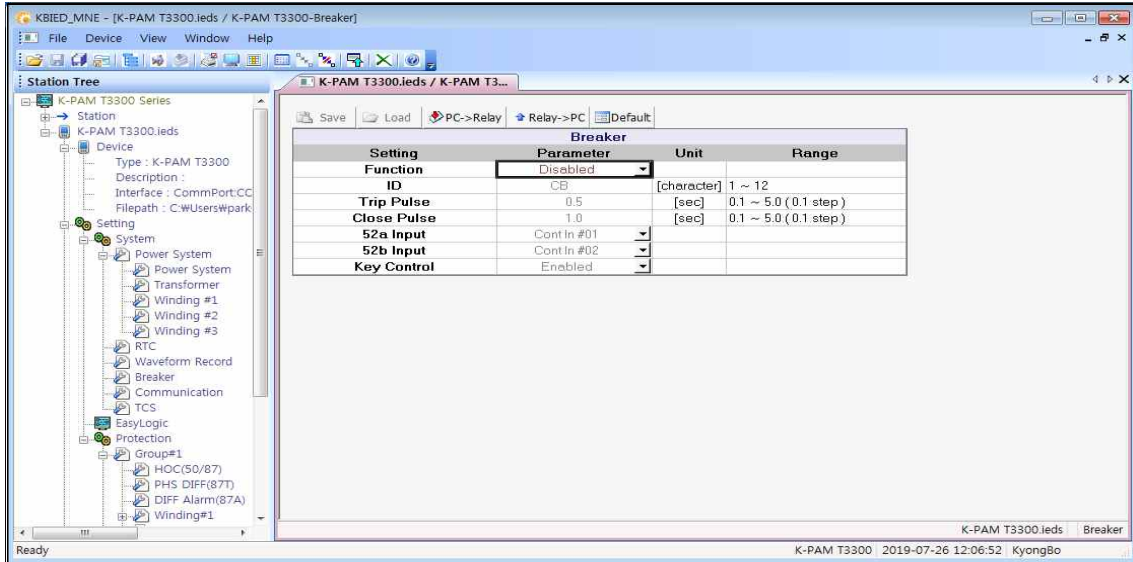 KBIED_MNE - [K-PAM T3300.ieds / K-PAM T3300-Breaker]
File Device View Window Help
Station Tree
K-PAM T3300 Series
Station
K-PAM T3300.ieds
Device
Type : K-PAM T3300
Description :
Interface : CommPort:CC
Filepath : C:₩Users₩park
Setting
System
Power System
Power System
Transformer
Winding #1
Winding #2
Winding #3
RTC
Waveform Record
Breaker
Communication
TCS
EasyLogic
Protection
Group#1
HOC(50/87)
PHS DIFF(87T)
DIFF Alarm(87A)
Winding#1
K-PAM T3300.ieds / K-PAM T3...
Save Load PC->Relay Relay->PC Default
Breaker
Setting Parameter Unit Range
Function Disabled
ID CB [character] 1 ~ 12
Trip Pulse 0.5 [sec] 0.1 ~ 5.0 ( 0.1 step )
Close Pulse 1.0 [sec] 0.1 ~ 5.0 ( 0.1 step )
52a Input Cont In #01
52b Input Cont In #02
Key Control Enabled
K-PAM T3300.ieds Breaker
Ready K-PAM T3300 2019-07-26 12:06:52 KyongBo